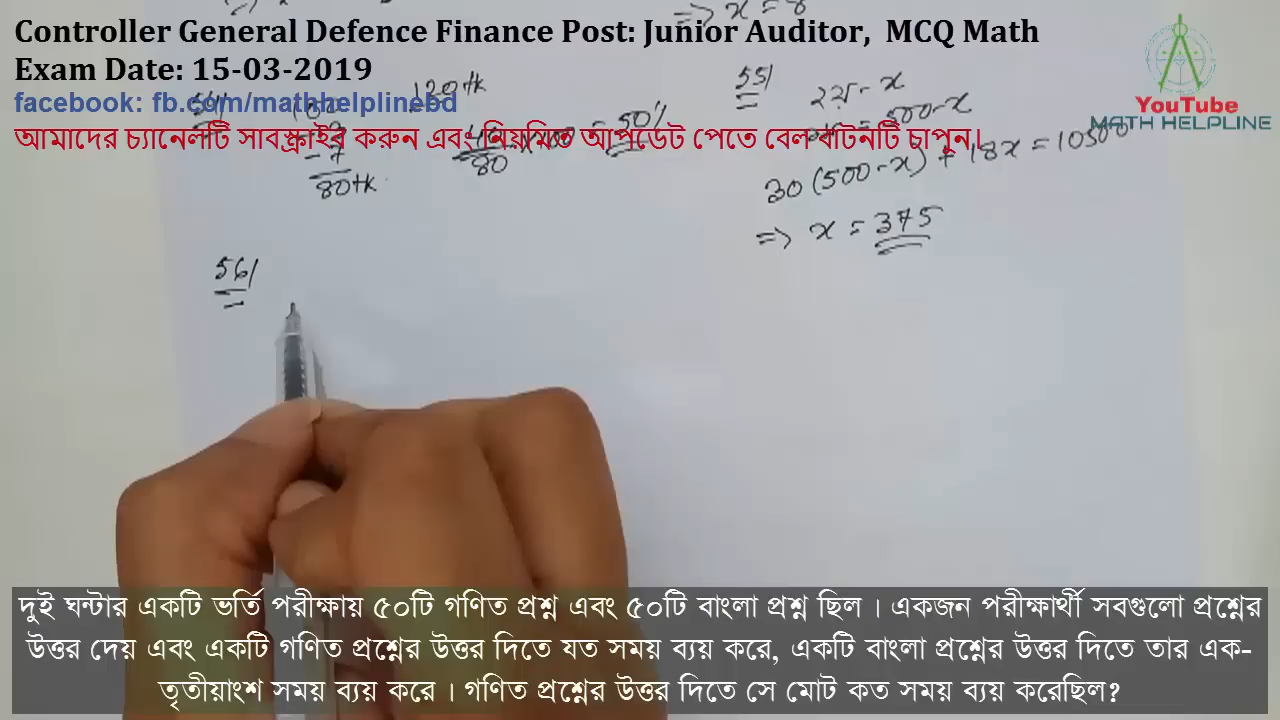 => x = 8
Controller General Defence Finance Post: Junior Auditor, MCQ Math
Exam Date: 15-03-2019
facebook: fb.com/mathhelplinebd
YouTube
MATH HELPLINE
আমাদের চ্যানেলটি সাবস্ক্রাইব করুন এবং নিয়মিত আপডেট পেতে বেল বাটনটি চাপুন।
120tk
80tk
80 x100 = 50%
55/
500-x
30 (500-x) + 18x = 10500
=> x = 375
56/
দুই ঘন্টার একটি ভর্তি পরীক্ষায় ৫০টি গণিত প্রশ্ন এবং ৫০টি বাংলা প্রশ্ন ছিল । একজন পরীক্ষার্থী সবগুলো প্রশ্নের
উত্তর দেয় এবং একটি গণিত প্রশ্নের উত্তর দিতে যত সময় ব্যয় করে, একটি বাংলা প্রশ্নের উত্তর দিতে তার এক-
তৃতীয়াংশ সময় ব্যয় করে । গণিত প্রশ্নের উত্তর দিতে সে মোট কত সময় ব্যয় করেছিল?